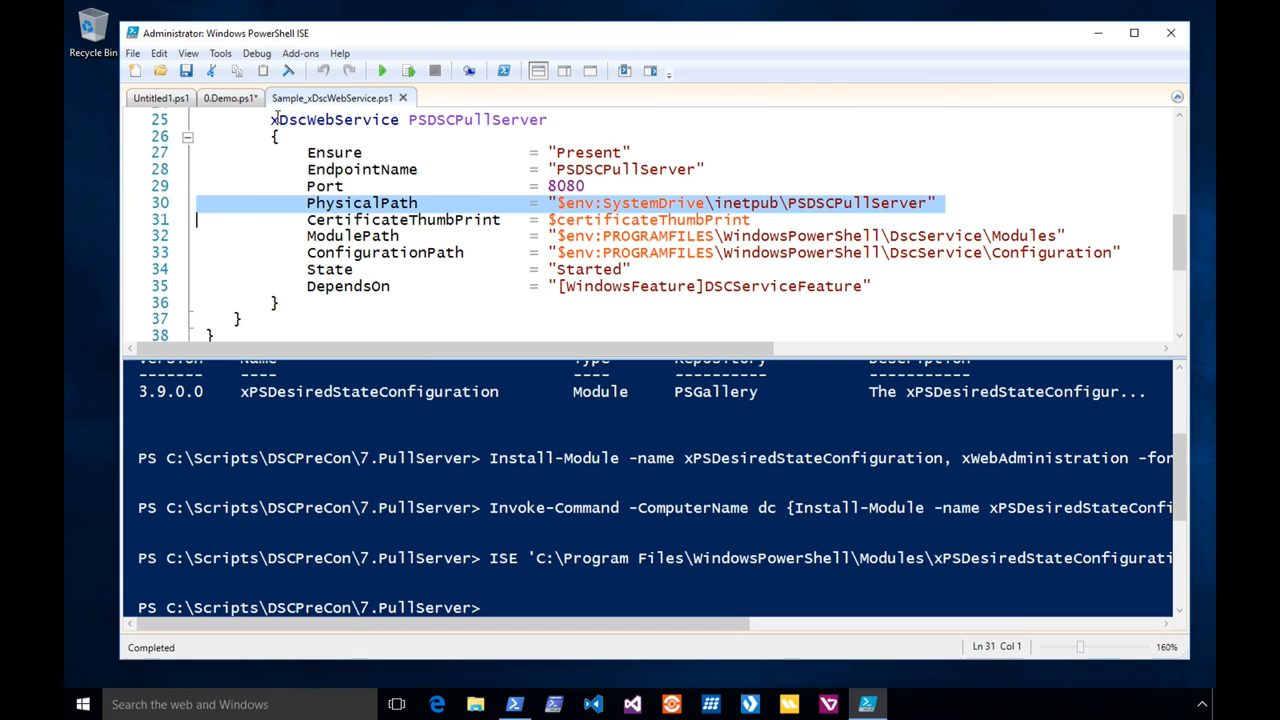 Recycle Bin
Administrator: Windows PowerShell ISE
File Edit View Tools Debug Add-ons Help
Untitled1.ps1 0.Demo.ps1* Sample_xDscWebService.ps1
25 xDscWebService PSDSCPullServer
26 {
27 Ensure = "Present"
28 EndpointName = "PSDSCPullServer"
29 Port = 8080
30 PhysicalPath = "$env:SystemDrive\inetpub\PSDSCPullServer"
31 CertificateThumbPrint = $certificateThumbPrint
32 ModulePath = "$env:PROGRAMFILES\WindowsPowerShell\DscService\Modules"
33 ConfigurationPath = "$env:PROGRAMFILES\WindowsPowerShell\DscService\Configuration"
34 State = "Started"
35 DependsOn = "[WindowsFeature]DSCServiceFeature"
36 }
37 }
38 }
Version Name Type Repository Description
------- ---- ---- ---------- -----------
3.9.0.0 xPSDesiredStateConfiguration Module PSGallery The xPSDesiredStateConfigur...
PS C:\Scripts\DSCPreCon\7.PullServer> Install-Module -name xPSDesiredStateConfiguration, xWebAdministration -for
PS C:\Scripts\DSCPreCon\7.PullServer> Invoke-Command -ComputerName dc {Install-Module -name xPSDesiredStateConfi
PS C:\Scripts\DSCPreCon\7.PullServer> ISE 'C:\Program Files\WindowsPowerShell\Modules\xPSDesiredStateConfigurati
PS C:\Scripts\DSCPreCon\7.PullServer>
Completed Ln 31 Col 1 160%
Search the web and Windows